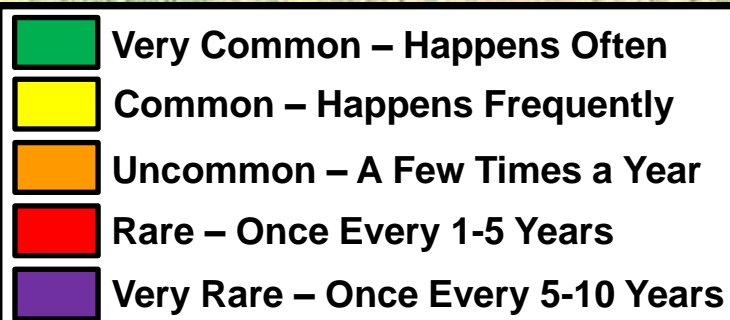 Very Common – Happens Often
Common – Happens Frequently
Uncommon – A Few Times a Year
Rare – Once Every 1-5 Years
Very Rare – Once Every 5-10 Years